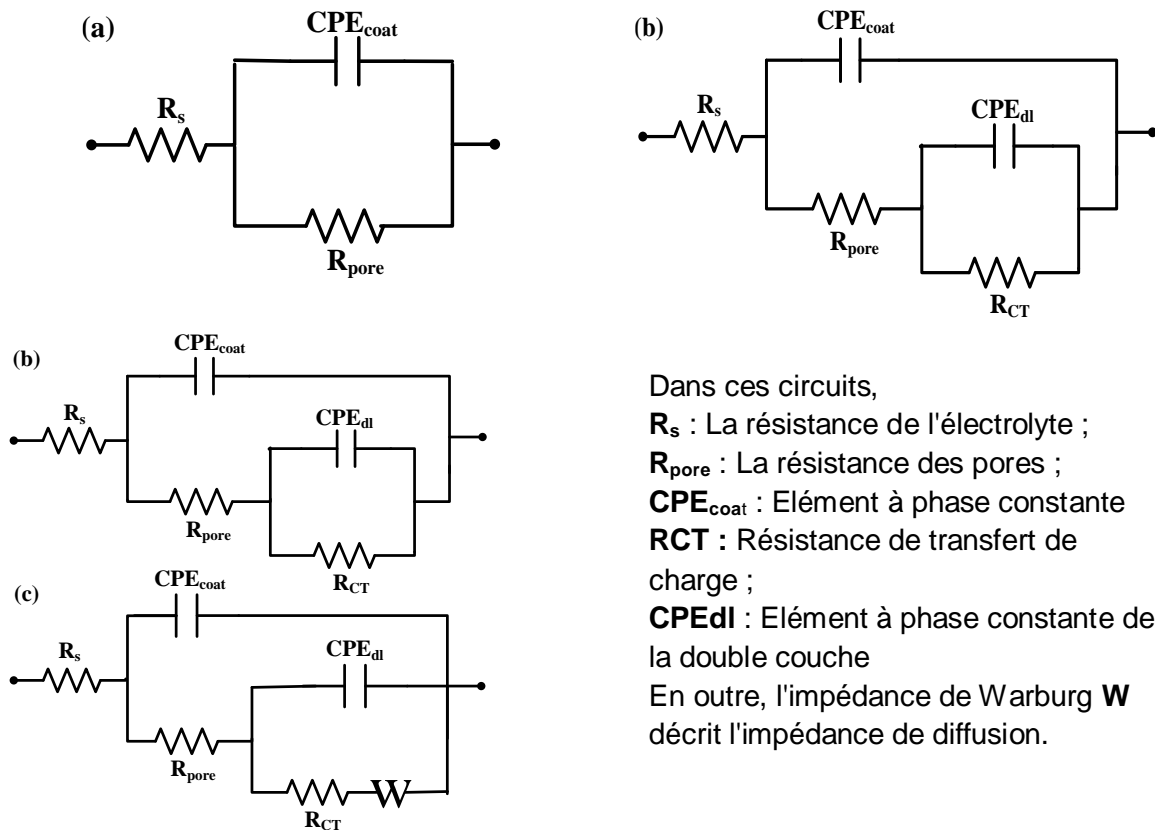 (a)
CPEcoat
Rs
Rpore
(b)
CPEcoat
Rs
CPEdl
Rpore
RCT
(b)
CPEcoat
Rs
CPEdl
Rpore
RCT
(c)
CPEcoat
Rs
CPEdl
Rpore
RCT
W
Dans ces circuits,
Rs : La résistance de l'électrolyte ;
Rpore : La résistance des pores ;
CPEcoat : Elément à phase constante
RCT : Résistance de transfert de
charge ;
CPEdl : Elément à phase constante de
la double couche
En outre, l'impédance de Warburg W
décrit l'impédance de diffusion.